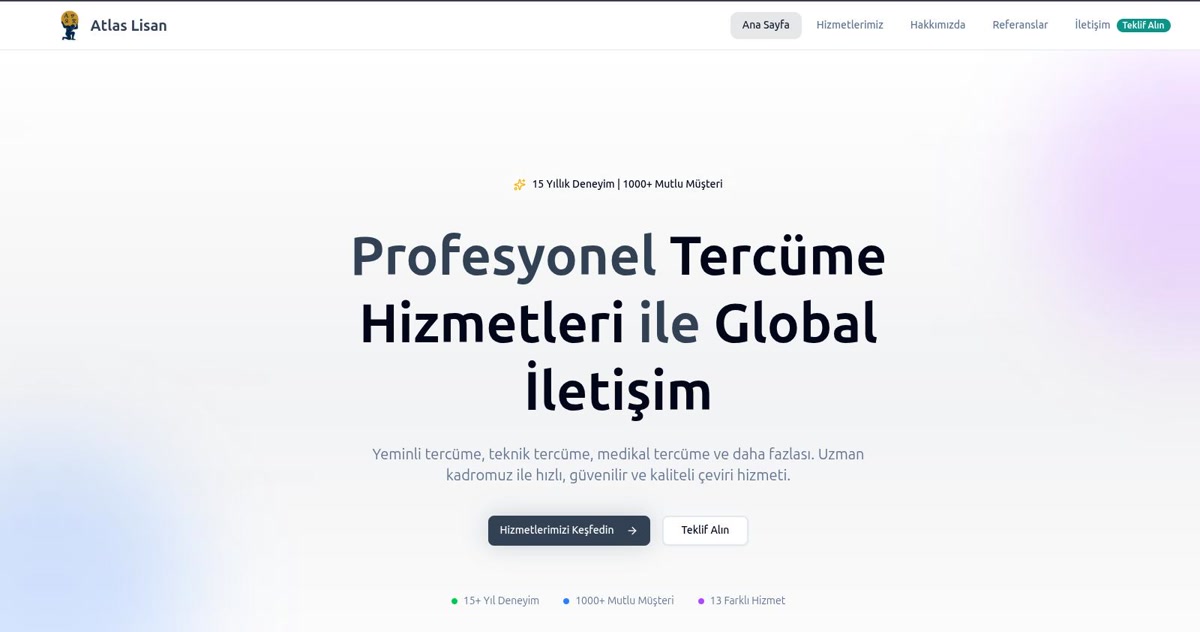 Atlas Lisan
Ana Sayfa
Hizmetlerimiz
Hakkımızda
Referanslar
İletişim
Teklif Alın
15 Yıllık Deneyim | 1000+ Mutlu Müşteri
Profesyonel Tercüme
Hizmetleri ile Global
İletişim
Yeminli tercüme, teknik tercüme, medikal tercüme ve daha fazlası. Uzman
kadromuz ile hızlı, güvenilir ve kaliteli çeviri hizmeti.
Hizmetlerimizi Keşfedin →
Teklif Alın
15+ Yıl Deneyim
1000+ Mutlu Müşteri
13 Farklı Hizmet